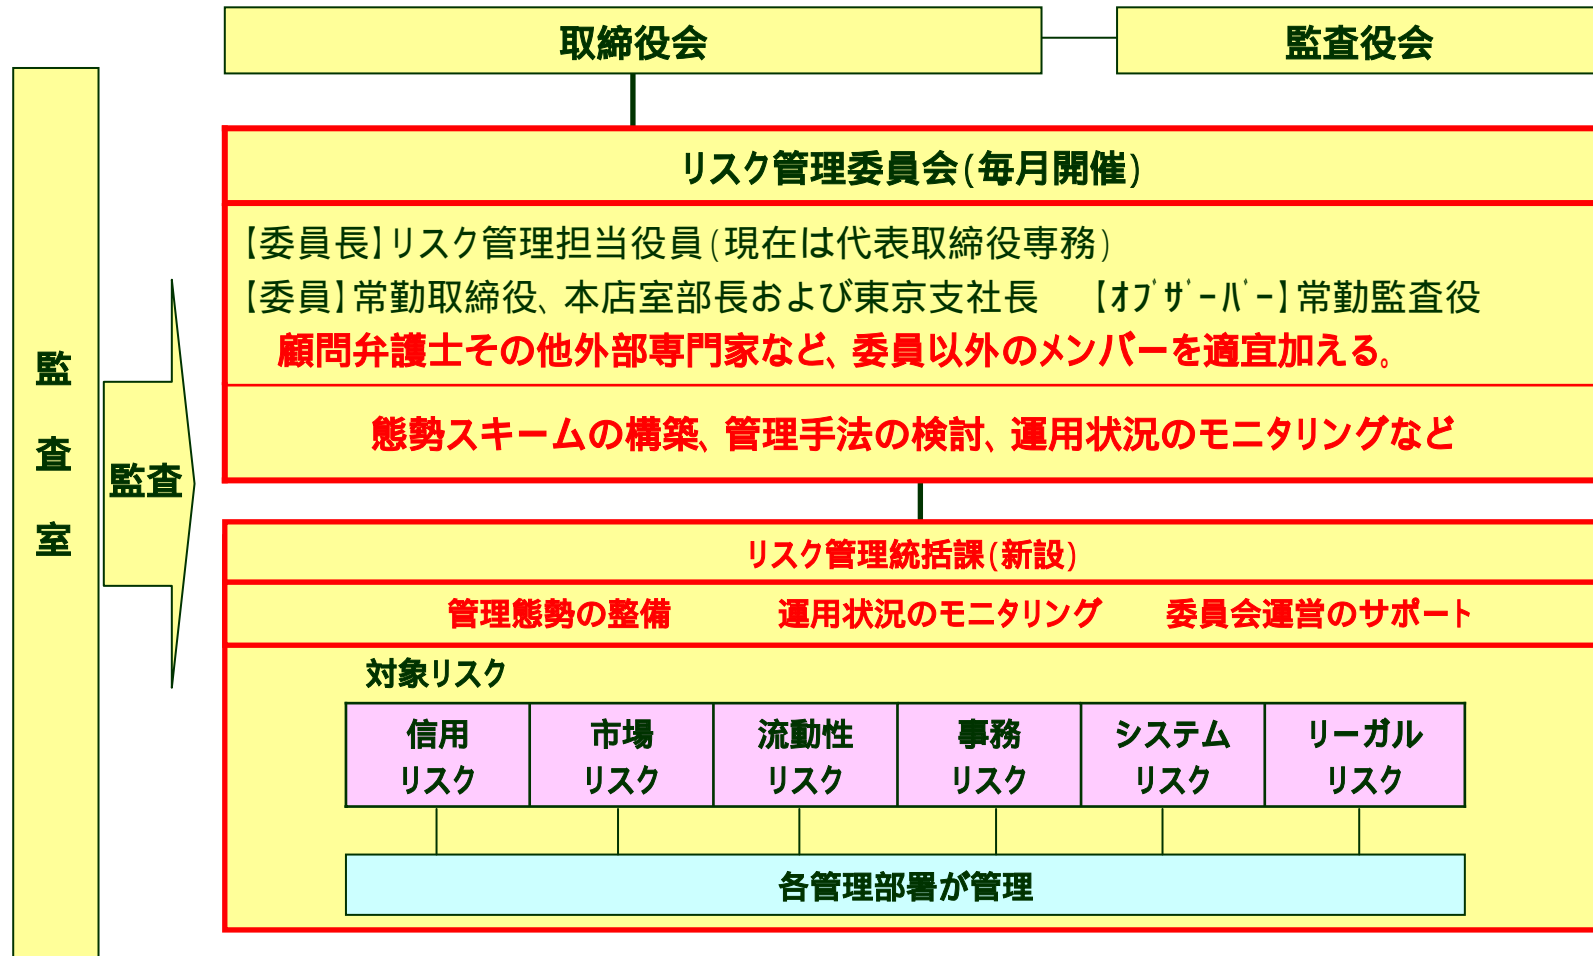 取締役会
監査役会
監査室
監査
リスク管理委員会(毎月開催)
【委員長】リスク管理担当役員(現在は代表取締役専務)
【委員】常勤取締役、本店室部長および東京支社長 【ｵﾌﾞｻﾞｰﾊﾞｰ】常勤監査役
顧問弁護士その他外部専門家など、委員以外のメンバーを適宜加える。
態勢スキームの構築、管理手法の検討、運用状況のモニタリングなど
リスク管理統括課(新設)
管理態勢の整備 運用状況のモニタリング 委員会運営のサポート
対象リスク
信用
リスク
市場
リスク
流動性
リスク
事務
リスク
システム
リスク
リーガル
リスク
各管理部署が管理